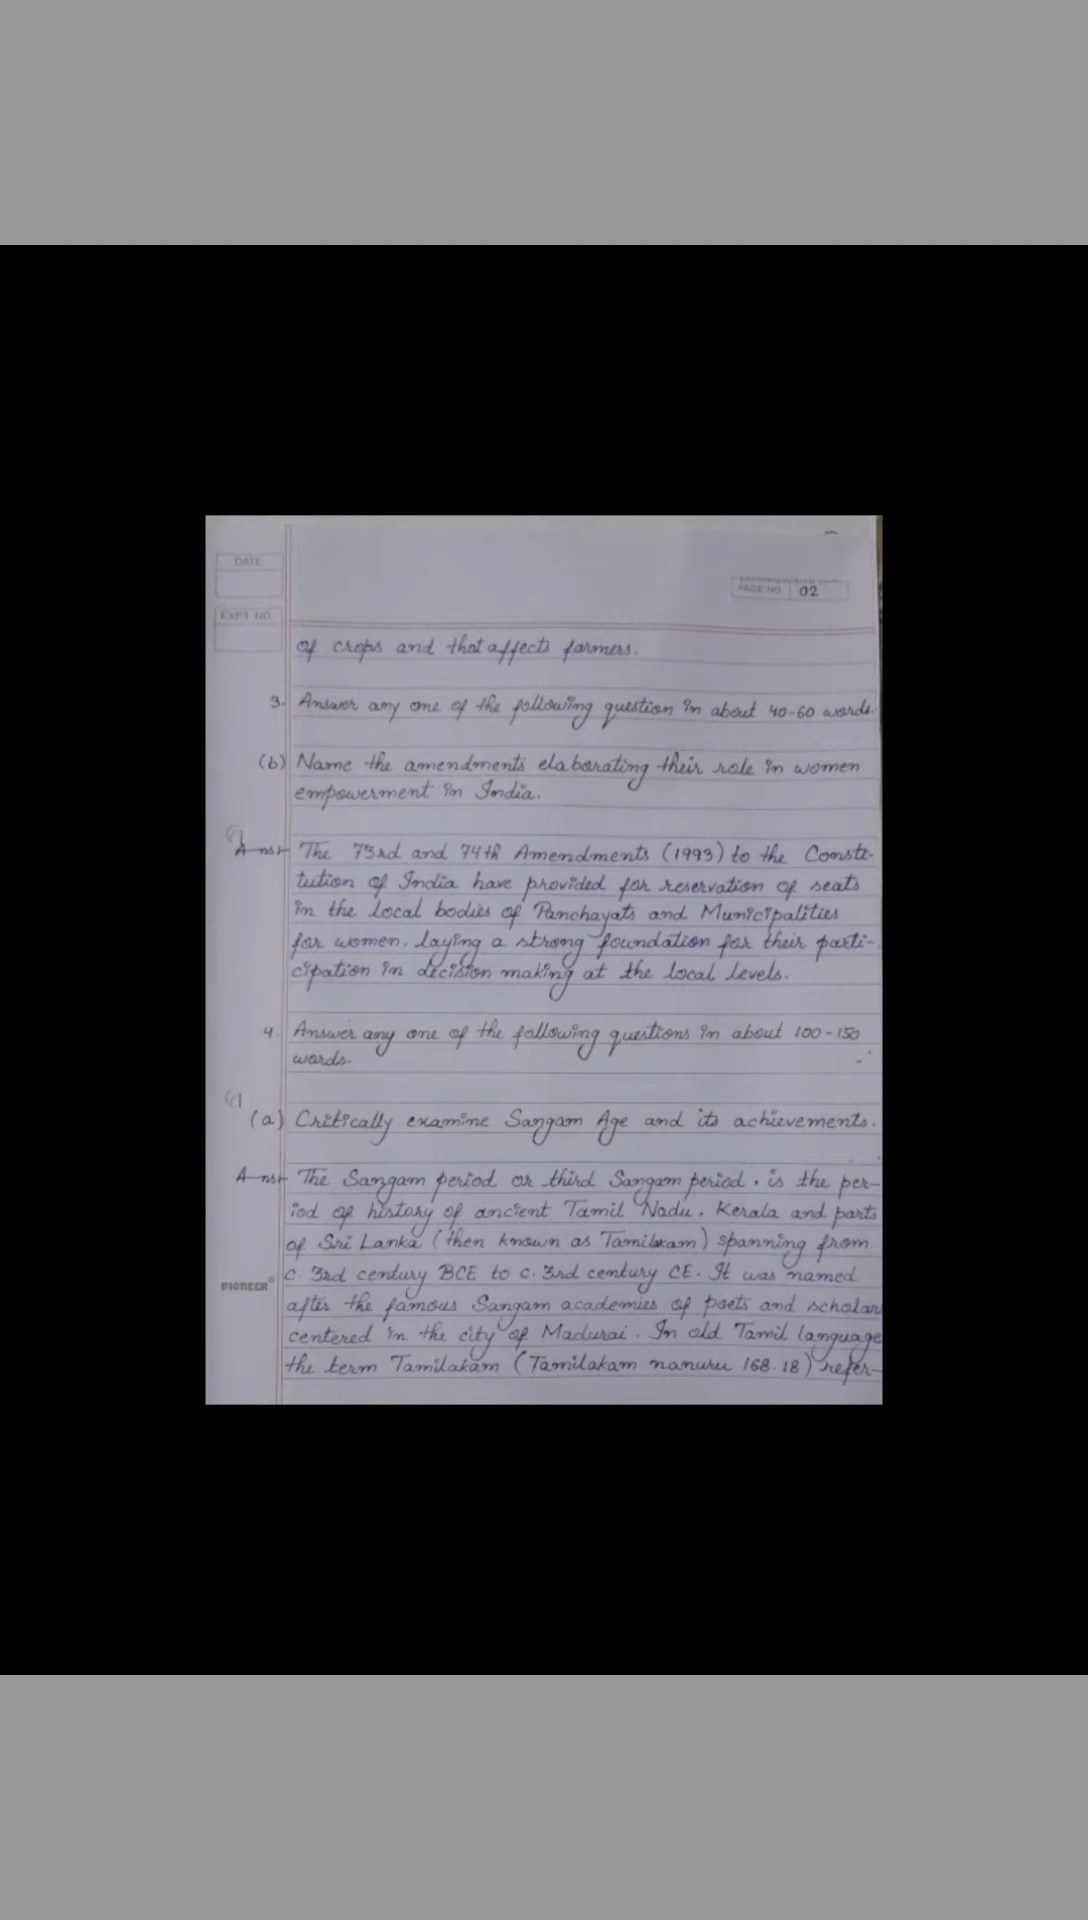 DATE
PAGE NO 02
EXPT. NO.
of crops and that affects farmers.
3. Answer any one of the following question in about 40-60 words.
(b) Name the amendments elaborating their role in women
empowerment in India.
Ans: The 73rd and 74th Amendments (1993) to the Consti-
tution of India have provided for reservation of seats
in the local bodies of Panchayats and Municipalities
for women, laying a strong foundation for their parti-
cipation in decision making at the local levels.
4. Answer any one of the following questions in about 100-150
words.
(a) Critically examine Sangam Age and its achievements.
Ans: The Sangam period or third Sangam period, is the per-
iod of history of ancient Tamil Nadu, Kerala and parts
of Sri Lanka (then known as Tamilakam) spanning from
c. 3rd century BCE to c. 3rd century CE. It was named
PIONEER
after the famous Sangam academies of poets and scholars
centered in the city of Madurai. In old Tamil language
the term Tamilakam (Tamilakam nanuru 168.18) refer-